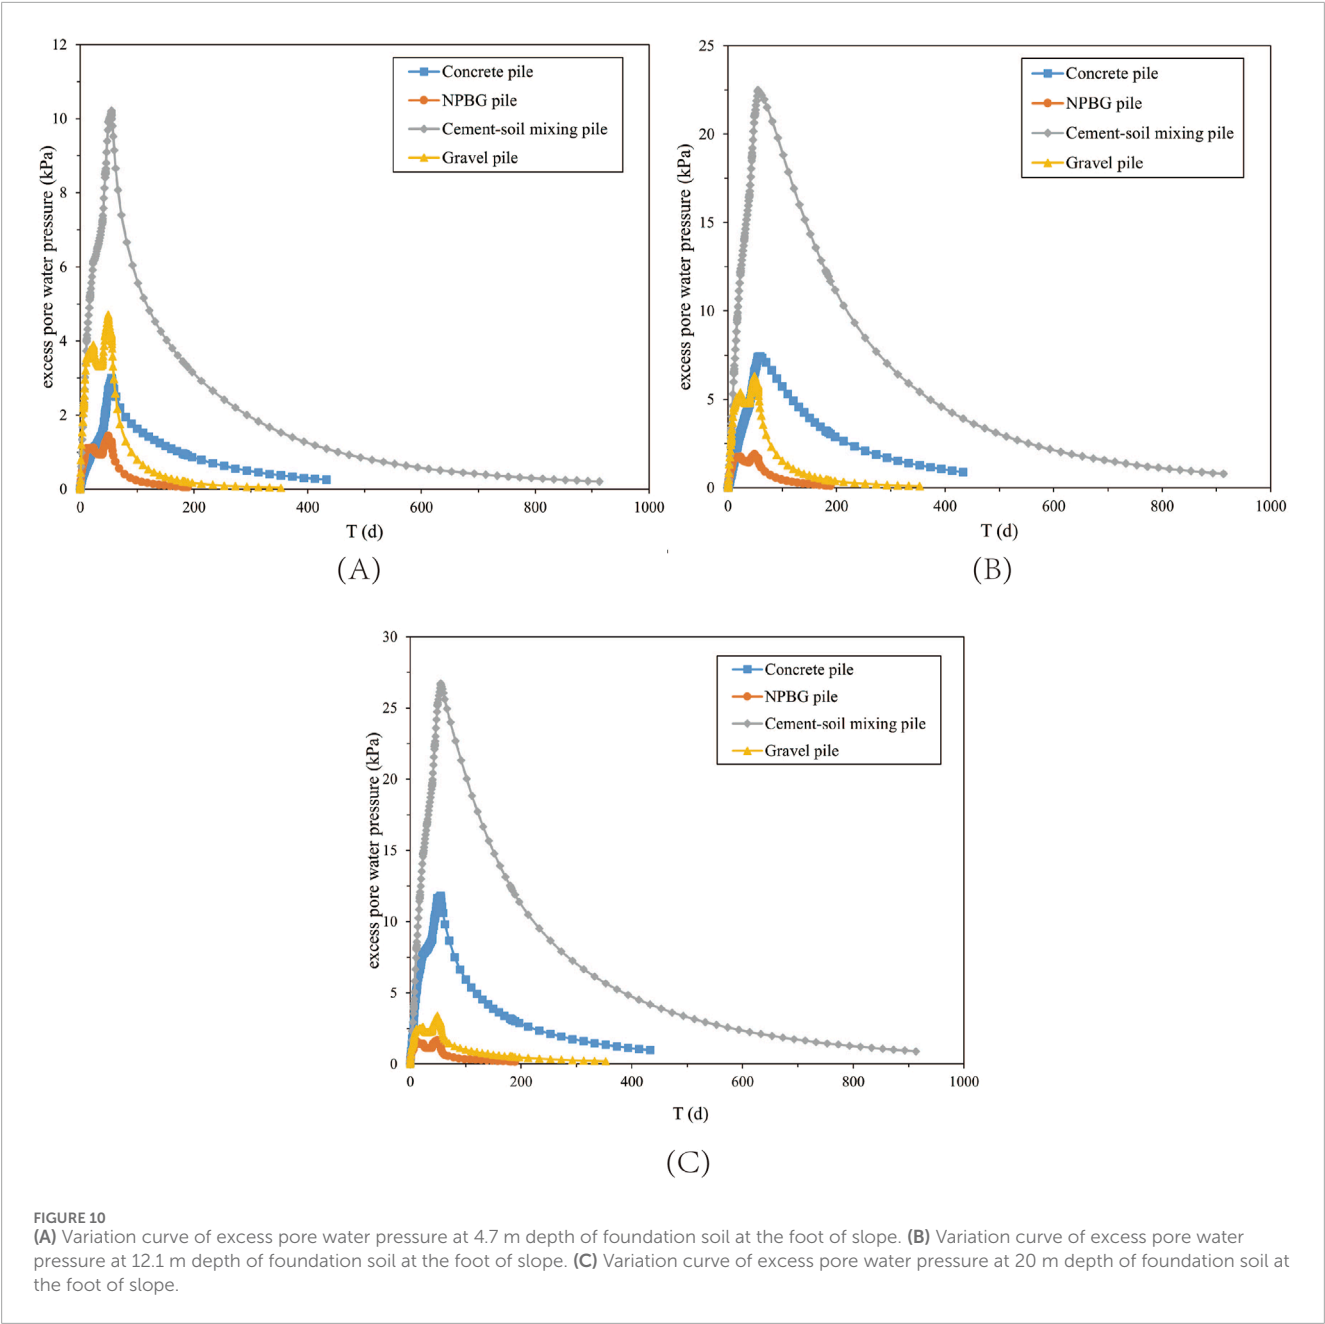 12
10
8
6
4
2
0
excess pore water pressure (kPa)
Concrete pile
NPBG pile
Cement-soil mixing pile
Gravel pile
0 200 400 600 800 1000
T (d)
(A)
25
20
15
10
5
0
excess pore water pressure (kPa)
Concrete pile
NPBG pile
Cement-soil mixing pile
Gravel pile
0 200 400 600 800 1000
T (d)
(B)
30
25
20
15
10
5
0
excess pore water pressure (kPa)
Concrete pile
NPBG pile
Cement-soil mixing pile
Gravel pile
0 200 400 600 800 1000
T (d)
(C)
FIGURE 10
(A) Variation curve of excess pore water pressure at 4.7 m depth of foundation soil at the foot of slope. (B) Variation curve of excess pore water
pressure at 12.1 m depth of foundation soil at the foot of slope. (C) Variation curve of excess pore water pressure at 20 m depth of foundation soil at
the foot of slope.